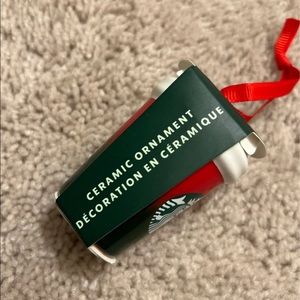 CERAMIC ORNAMENT
DÉCORATION EN CÉRAMIQUE